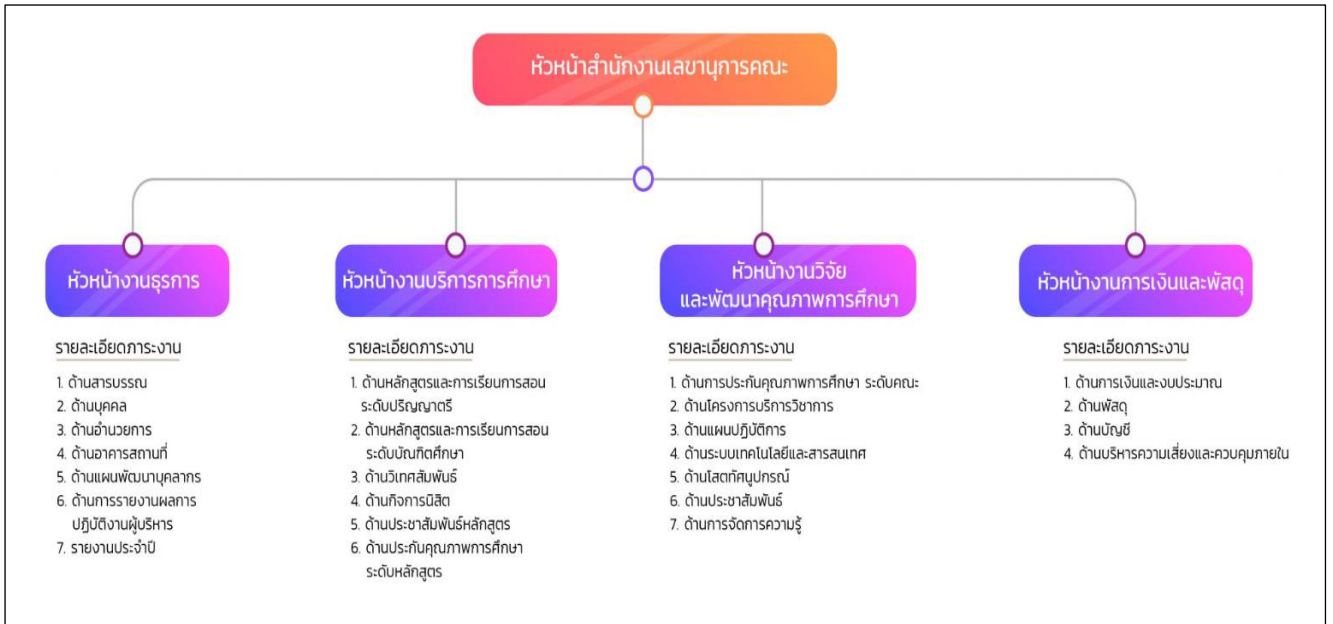 หัวหน้าสำนักงานเลขานุการคณะ
หัวหน้างานธุรการ
รายละเอียดภาระงาน
1. ด้านสารบรรณ
2. ด้านบุคคล
3. ด้านอำนวยการ
4. ด้านอาคารสถานที่
5. ด้านแผนพัฒนาบุคลากร
6. ด้านการรายงานผลการ
ปฏิบัติงานผู้บริหาร
7. รายงานประจำปี
หัวหน้างานบริการการศึกษา
รายละเอียดภาระงาน
1. ด้านหลักสูตรและการเรียนการสอน
ระดับปริญญาตรี
2. ด้านหลักสูตรและการเรียนการสอน
ระดับบัณฑิตศึกษา
3. ด้านวิเทศสัมพันธ์
4. ด้านกิจการนิสิต
5. ด้านประชาสัมพันธ์หลักสูตร
6. ด้านประกันคุณภาพการศึกษา
ระดับหลักสูตร
หัวหน้างานวิจัย
และพัฒนาคุณภาพการศึกษา
รายละเอียดภาระงาน
1. ด้านการประกันคุณภาพการศึกษา ระดับคณะ
2. ด้านโครงการบริการวิชาการ
3. ด้านแผนปฏิบัติการ
4. ด้านระบบเทคโนโลยีและสารสนเทศ
5. ด้านโสตทัศนูปกรณ์
6. ด้านประชาสัมพันธ์
7. ด้านการจัดการความรู้
หัวหน้างานการเงินและพัสดุ
รายละเอียดภาระงาน
1. ด้านการเงินและงบประมาณ
2. ด้านพัสดุ
3. ด้านบัญชี
4. ด้านบริหารความเสี่ยงและควบคุมภายใน